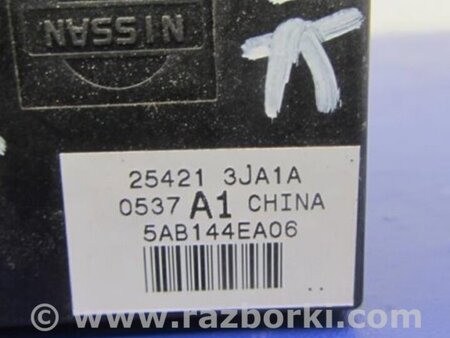 NISSAN
25421 3JA1A
0537 A1 CHINA
5AB144EA06
© www.razborki.com